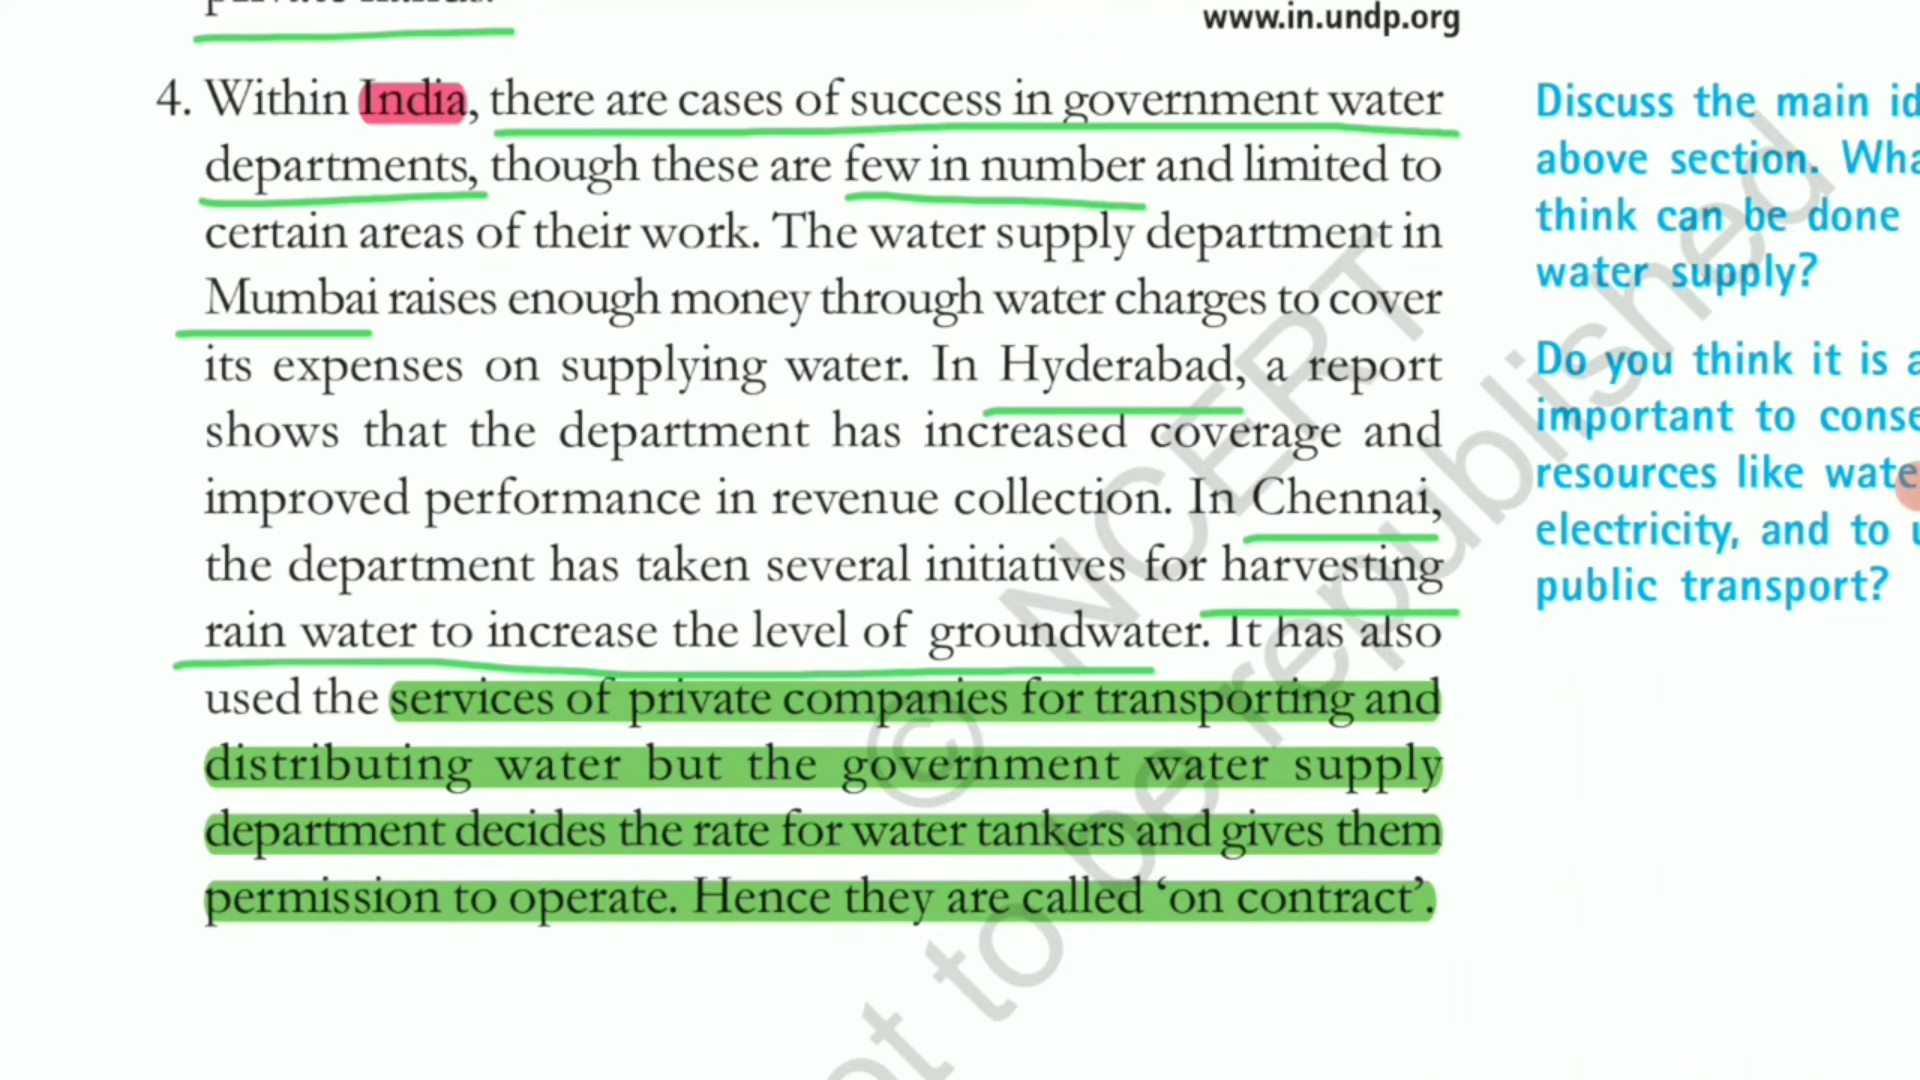 www.in.undp.org
4. Within India, there are cases of success in government water
departments, though these are few in number and limited to
certain areas of their work. The water supply department in
Mumbai raises enough money through water charges to cover
its expenses on supplying water. In Hyderabad, a report
shows that the department has increased coverage and
improved performance in revenue collection. In Chennai,
the department has taken several initiatives for harvesting
rain water to increase the level of groundwater. It has also
used the services of private companies for transporting and
distributing water but the government water supply
department decides the rate for water tankers and gives them
permission to operate. Hence they are called ‘on contract’.
Discuss the main
above section.
think can be done
water supply?
Do you think it is
important to
resources like
electricity, and to
public transport?
© NCERT
to be republished